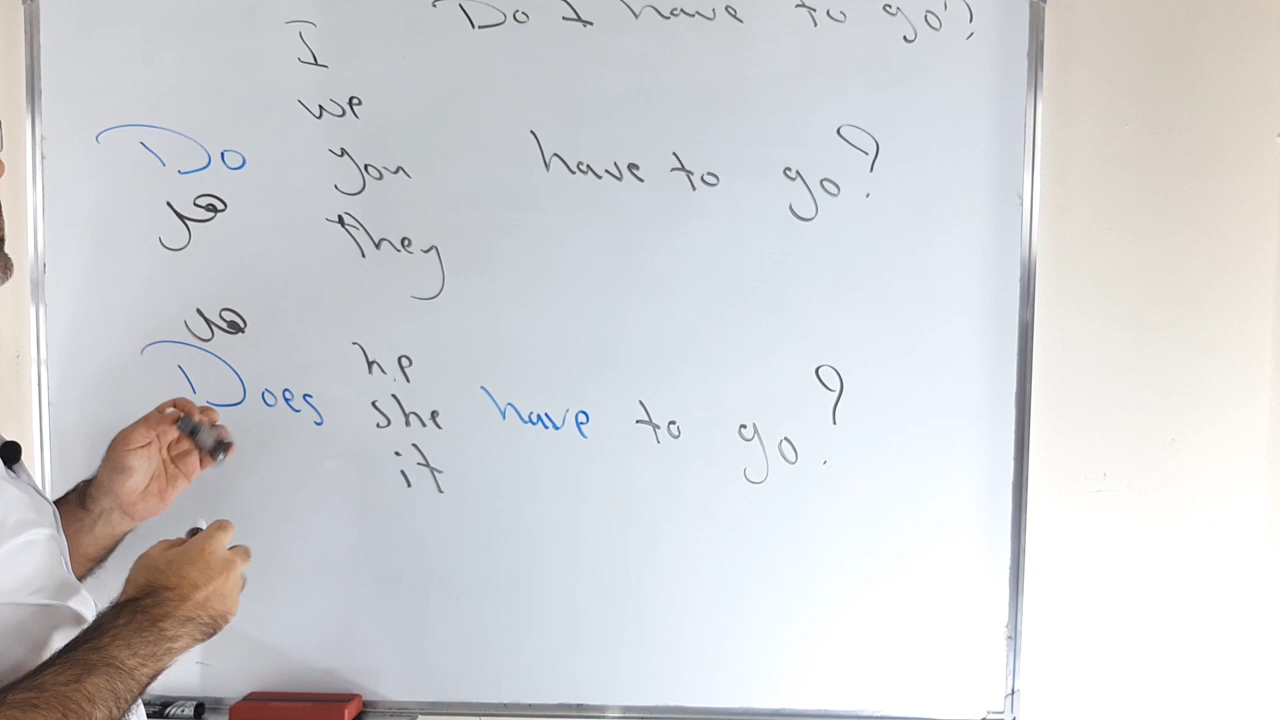 Do I have to go?
I
we
Do you have to go?
هل they
هل
he
Does she have to go?
it